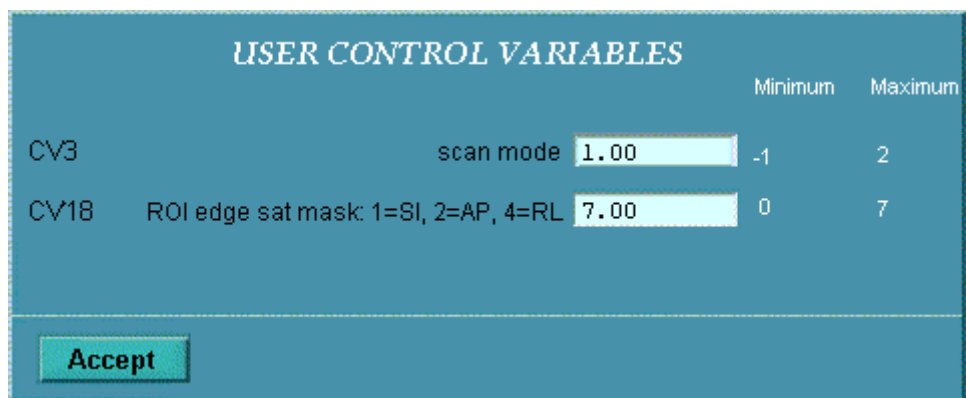 USER CONTROL VARIABLES
Minimum Maximum
CV3 scan mode 1.00 -1 2
CV18 ROI edge sat mask: 1=SI, 2=AP, 4=RL 7.00 0 7
Accept